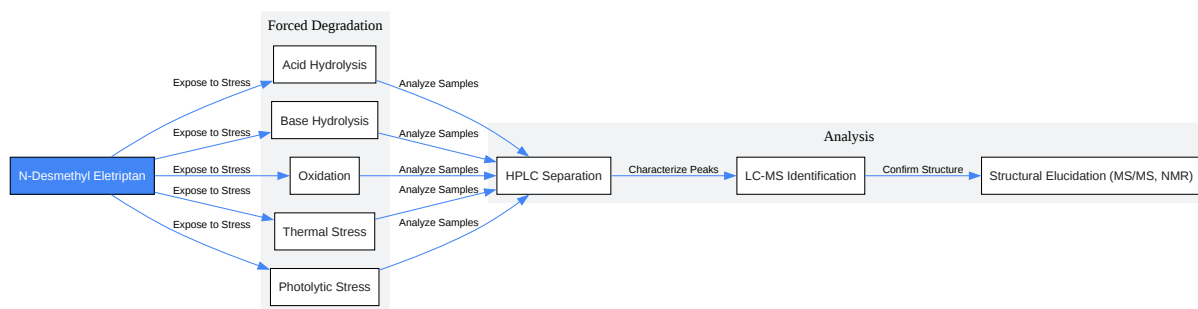 Forced Degradation
Expose to Stress
Acid Hydrolysis
Analyze Samples
Expose to Stress
Base Hydrolysis
Analyze Samples
Analysis
N-Desmethyl Eletriptan
Expose to Stress
Oxidation
Analyze Samples
HPLC Separation
Characterize Peaks
LC-MS Identification
Confirm Structure
Structural Elucidation (MS/MS, NMR)
Expose to Stress
Thermal Stress
Analyze Samples
Expose to Stress
Photolytic Stress
Analyze Samples